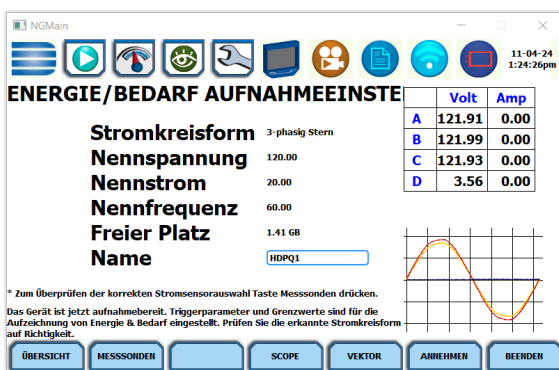 NGMain
11-04-24
1:24:26pm
ENERGIE/BEDARF AUFNAHMEEINSTE
Volt Amp
A 121.91 0.00
B 121.99 0.00
C 121.93 0.00
D 3.56 0.00
Stromkreisform 3-phasig Stern
Nennspannung 120.00
Nennstrom 20.00
Nennfrequenz 60.00
Freier Platz 1.41 GB
Name HDPQ1
* Zum Überprüfen der korrekten Stromsensorauswahl Taste Messsonden drücken.
Das Gerät ist jetzt aufnahmebereit. Triggerparameter und Grenzwerte sind für die
Aufzeichnung von Energie & Bedarf eingestellt. Prüfen Sie die erkannte Stromkreisform
auf Richtigkeit.
ÜBERSICHT MESSSONDEN SCOPE VEKTOR ANNEHMEN BEENDEN